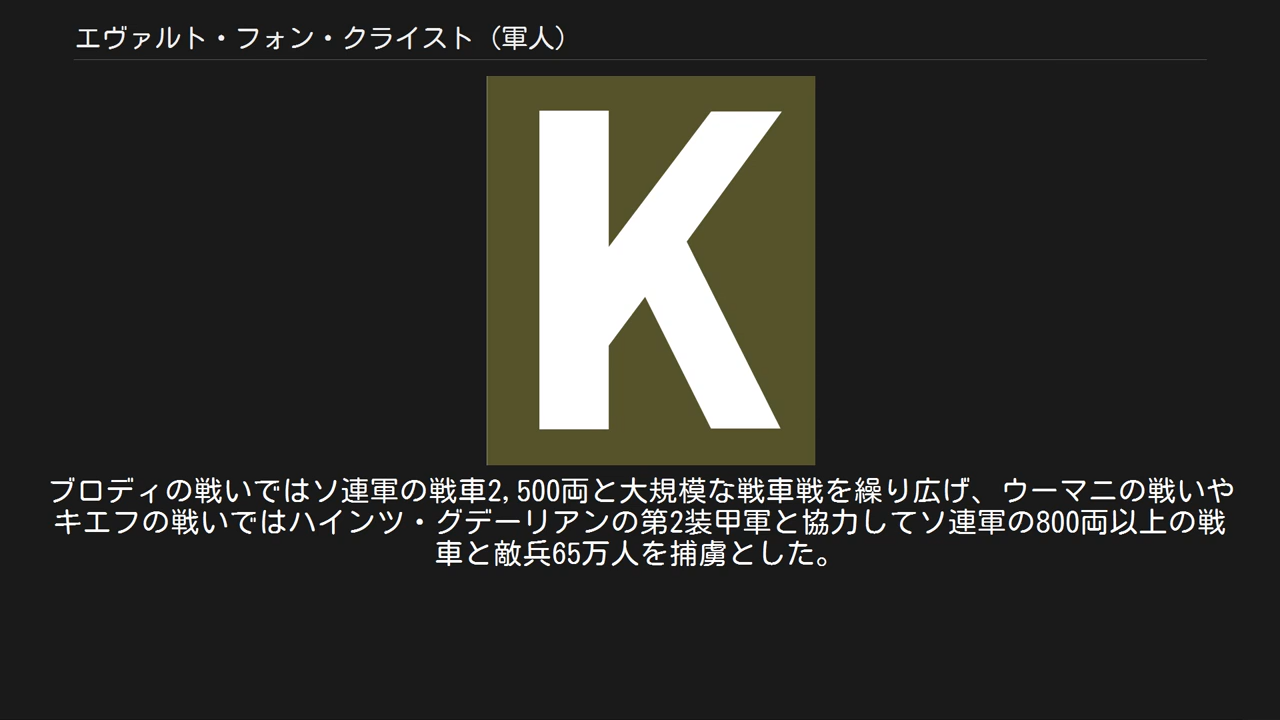 エヴァルト・フォン・クライスト（軍人）
K
ブロディの戦いではソ連軍の戦車2,500両と大規模な戦車戦を繰り広げ、ウーマニの戦いや
キエフの戦いではハインツ・グデーリアンの第2装甲軍と協力してソ連軍の800両以上の戦
車と敵兵65万人を捕虜とした。